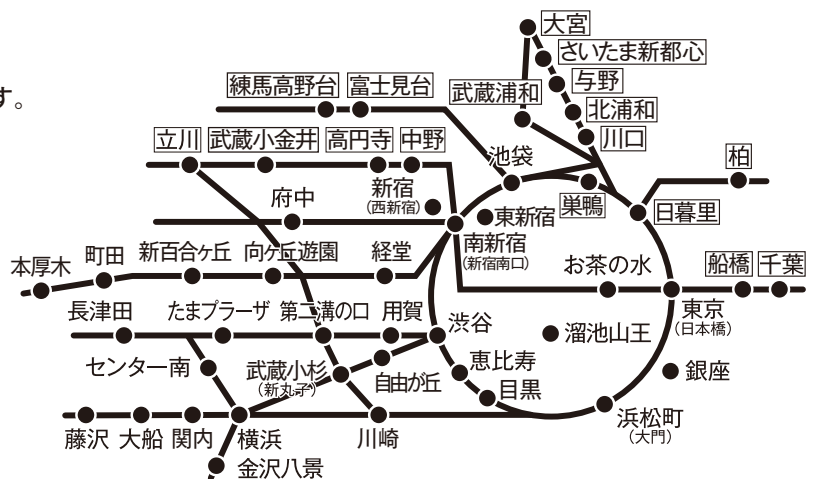 大宮
さいたま新都心
す。
与野
練馬高野台
富士見台
武蔵浦和
北浦和
川口
立川
武蔵小金井
高円寺
中野
池袋
柏
府中
新宿
(西新宿)
東新宿
巣鴨
日暮里
南新宿
(新宿南口)
本厚木
町田
新百合ヶ丘
向ヶ丘遊園
経堂
お茶の水
船橋
千葉
長津田
たまプラーザ
第二溝の口
用賀
渋谷
溜池山王
東京
(日本橋)
センター南
武蔵小杉
(新丸子)
自由が丘
恵比寿
目黒
銀座
藤沢
大船
関内
横浜
川崎
浜松町
(大門)
金沢八景